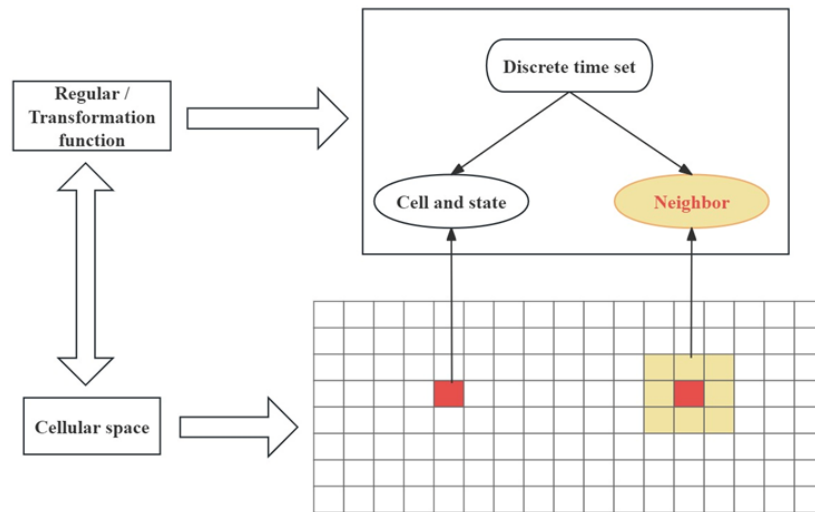 Discrete time set
Regular /
Transformation
function
Cell and state
Neighbor
Cellular space